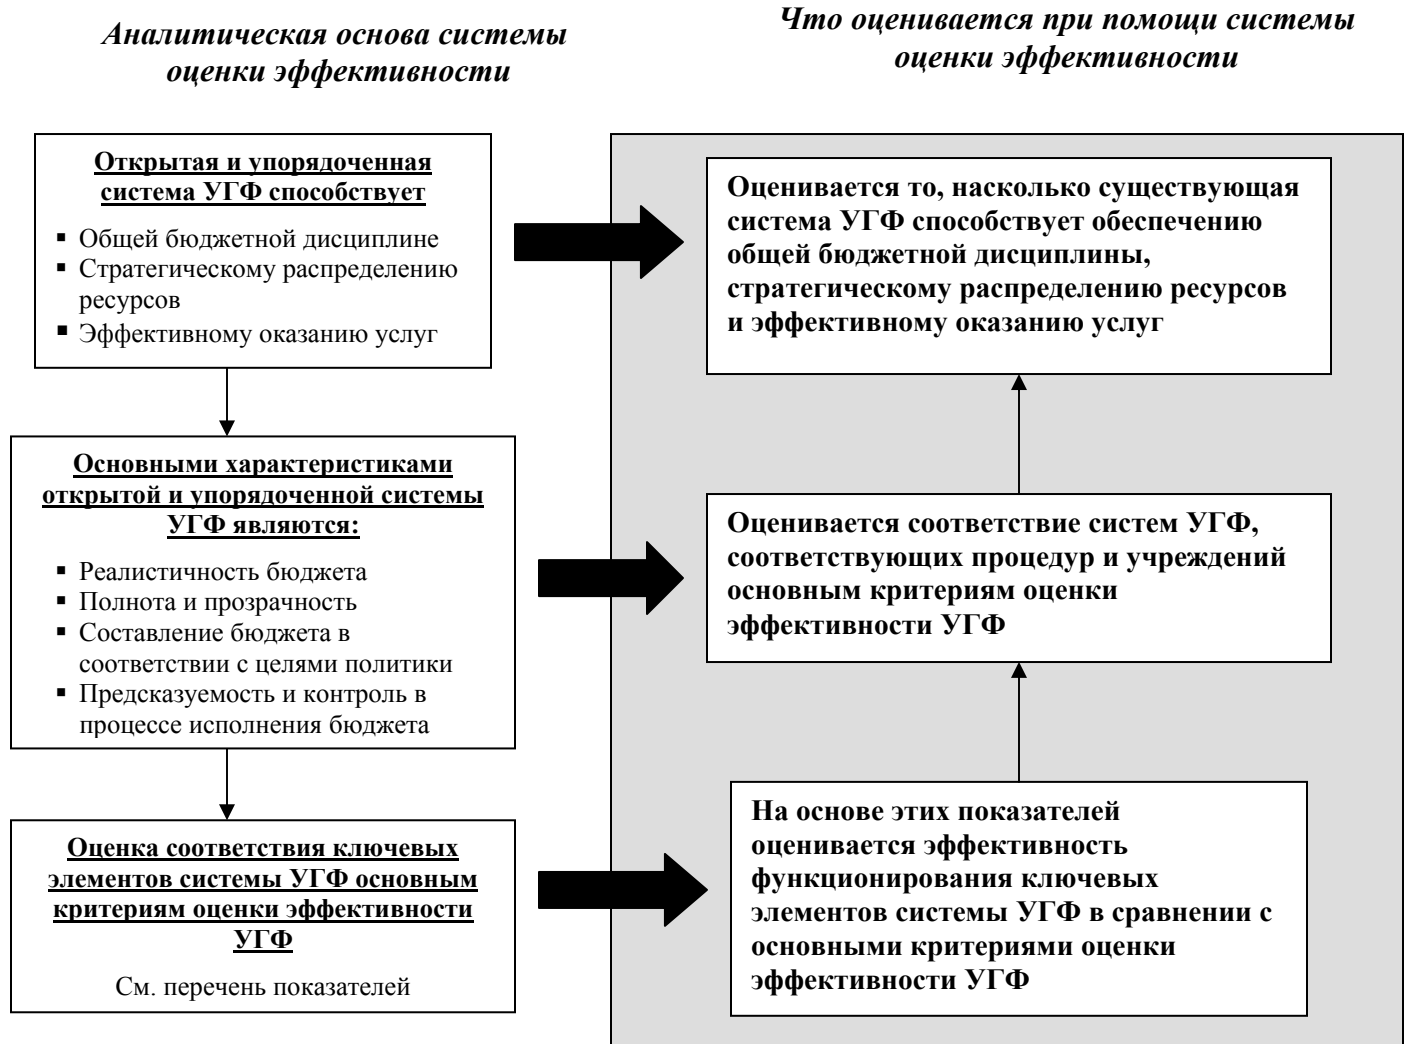 Аналитическая основа системы
оценки эффективности
Что оценивается при помощи системы
оценки эффективности
Открытая и упорядоченная
система УГФ способствует
▪ Общей бюджетной дисциплине
▪ Стратегическому распределению
ресурсов
▪ Эффективному оказанию услуг
Оценивается то, насколько существующая
система УГФ способствует обеспечению
общей бюджетной дисциплины,
стратегическому распределению ресурсов
и эффективному оказанию услуг
Основными характеристиками
открытой и упорядоченной системы
УГФ являются:
▪ Реалистичность бюджета
▪ Полнота и прозрачность
▪ Составление бюджета в
соответствии с целями политики
▪ Предсказуемость и контроль в
процессе исполнения бюджета
Оценивается соответствие систем УГФ,
соответствующих процедур и учреждений
основным критериям оценки
эффективности УГФ
Оценка соответствия ключевых
элементов системы УГФ основным
критериям оценки эффективности
УГФ
См. перечень показателей
На основе этих показателей
оценивается эффективность
функционирования ключевых
элементов системы УГФ в сравнении с
основными критериями оценки
эффективности УГФ